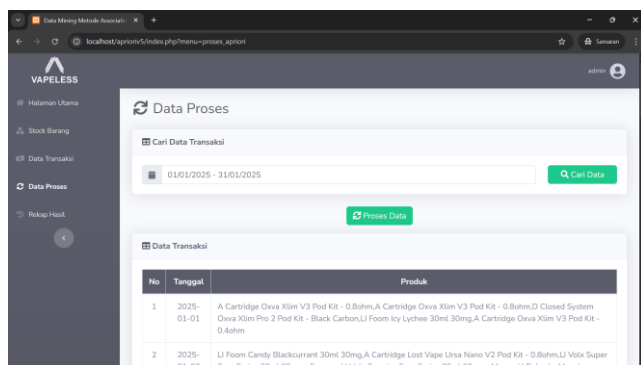 Data Mining Metode Associati
localhost/aprioriv5/index.php?menu=proses_apriori
Samaran
VAPELESS
admin
Halaman Utama
Stock Barang
Data Transaksi
Data Proses
Rekap Hasil
Data Proses
Cari Data Transaksi
01/01/2025 - 31/01/2025
Cari Data
Proses Data
Data Transaksi
No Tanggal Produk
1 2025-01-01 A Cartridge Oxva Xlim V3 Pod Kit - 0.8ohm,A Cartridge Oxva Xlim V3 Pod Kit - 0.8ohm,D Closed System
Oxva Xlim Pro 2 Pod Kit - Black Carbon,LI Foom Icy Lychee 30ml 30mg,A Cartridge Oxva Xlim V3 Pod Kit -
0.4ohm
2 2025- LI Foom Candy Blackcurrant 30ml 30mg,A Cartridge Lost Vape Ursa Nano V2 Pod Kit - 0.8ohm,LI Volx Super